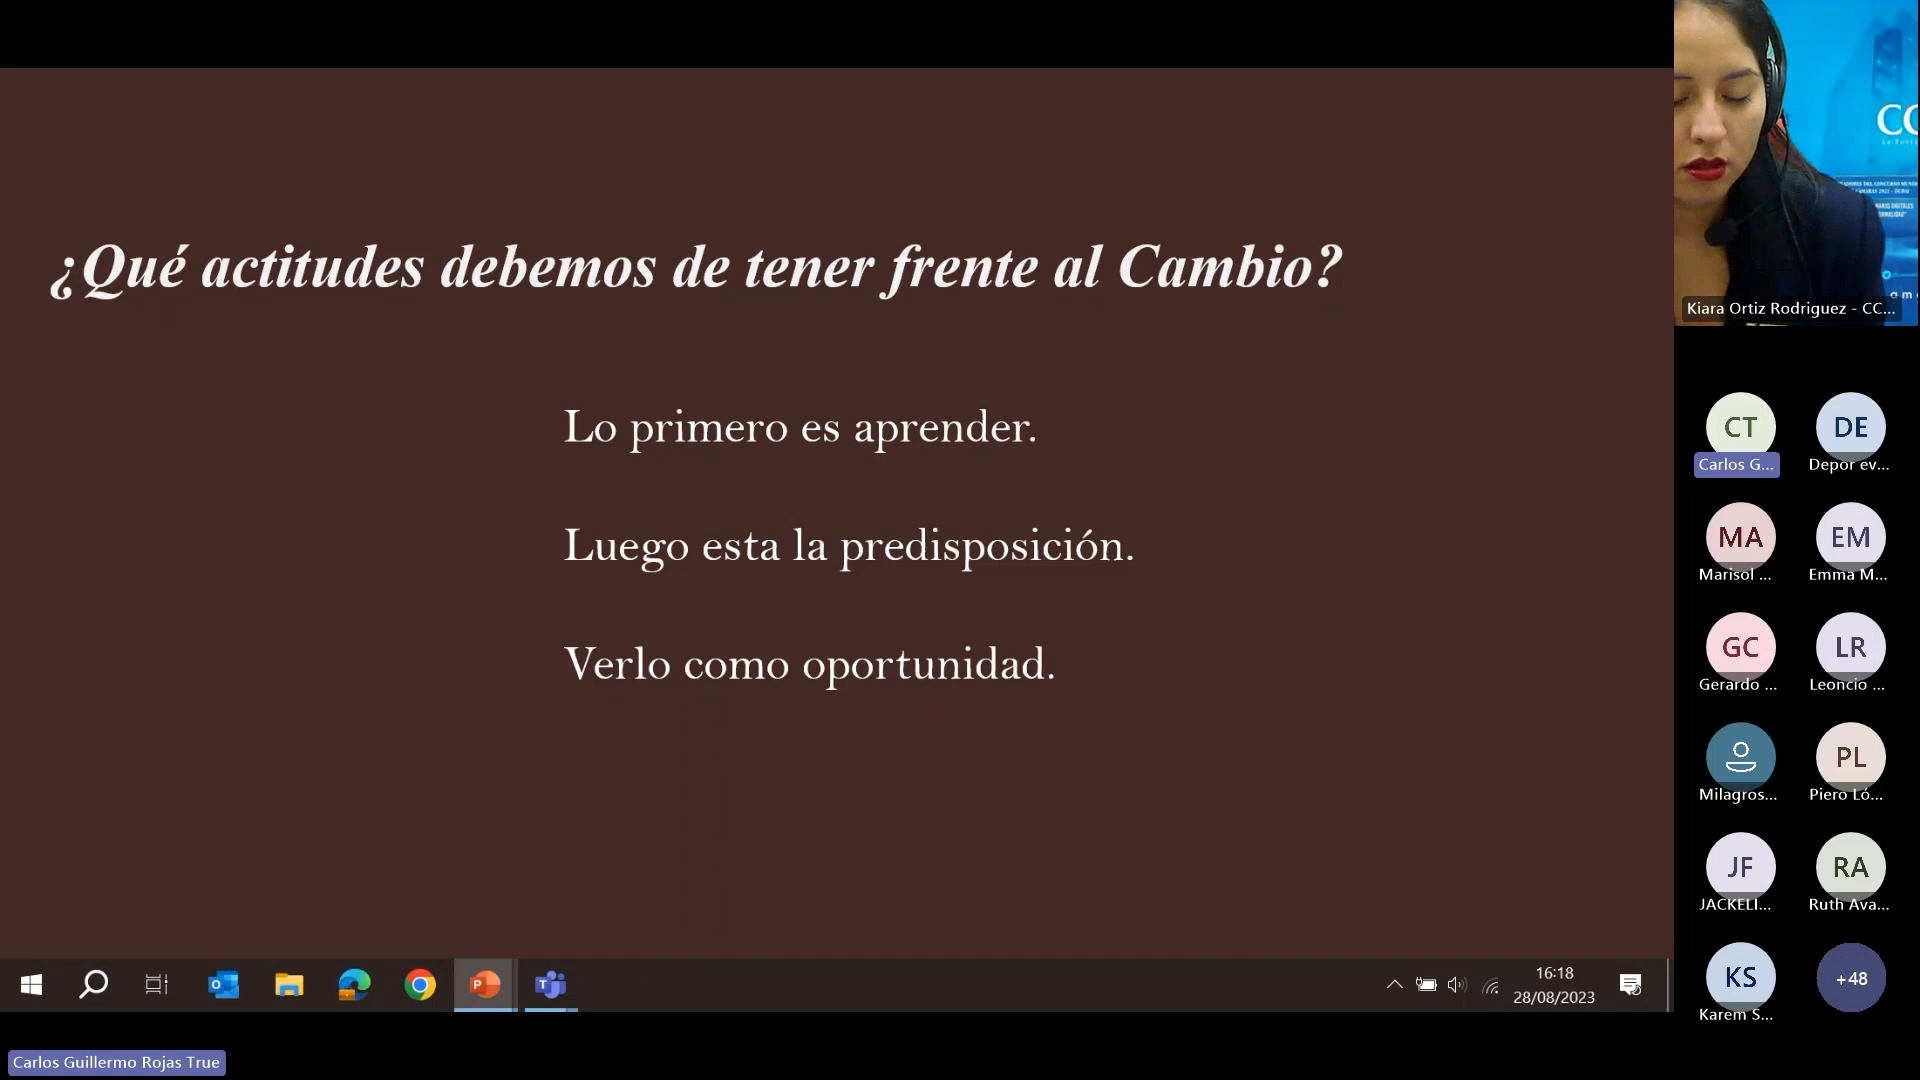 ¿Qué actitudes debemos de tener frente al Cambio?
Lo primero es aprender.
Luego esta la predisposición.
Verlo como oportunidad.
CC
Kiara Ortiz Rodriguez - CC...
CT
Carlos G...
DE
Depor ev...
MA
Marisol ...
EM
Emma M...
GC
Gerardo ...
LR
Leoncio ...
Milagros...
PL
Piero Ló...
JF
JACKELI...
RA
Ruth Ava...
KS
Karem S...
+48
16:18
28/08/2023
Carlos Guillermo Rojas True